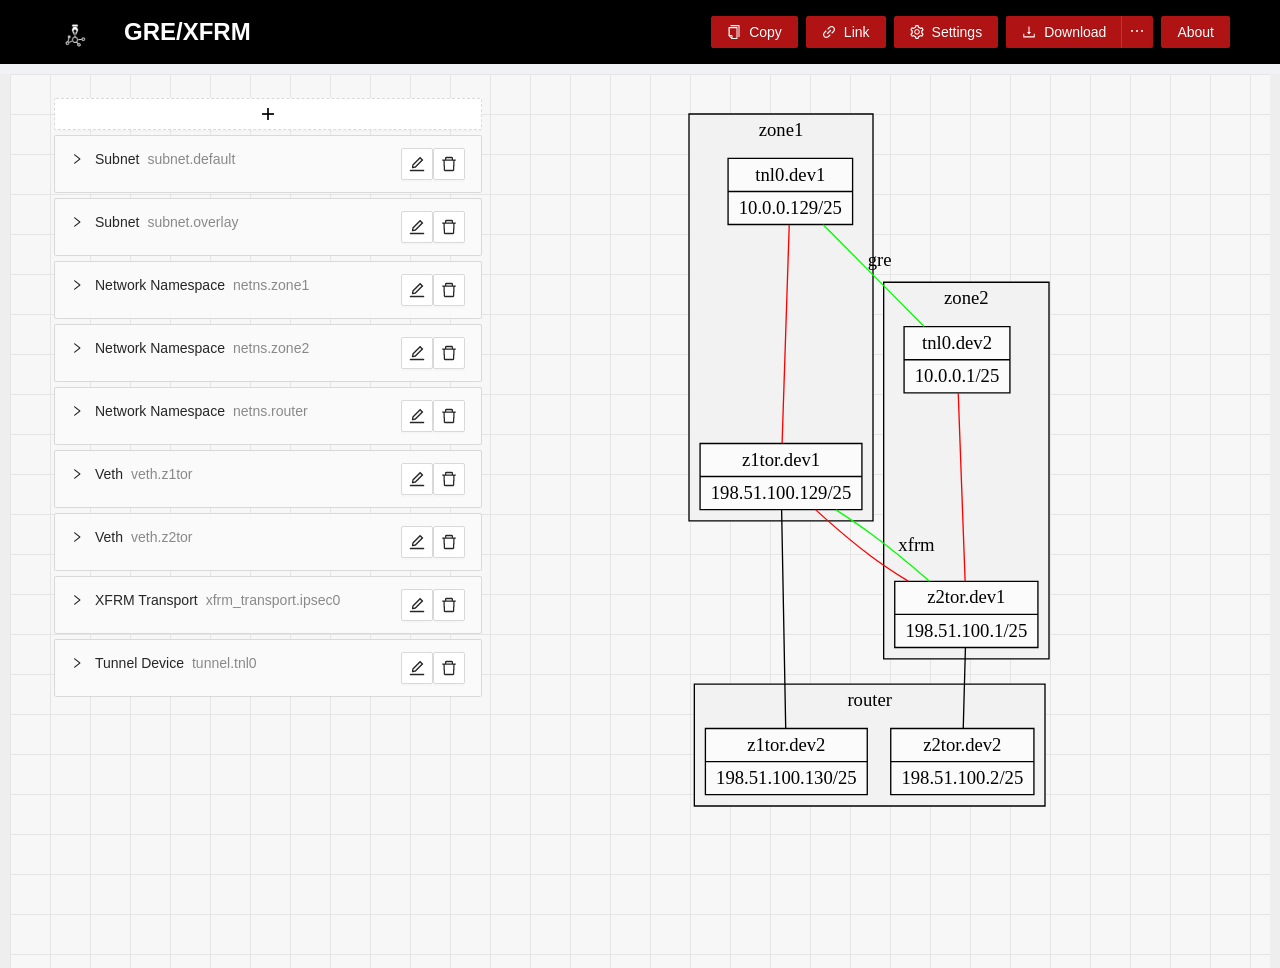 GRE/XFRM
Copy
Link
Settings
Download
About
Subnet subnet.default
Subnet subnet.overlay
Network Namespace netns.zone1
Network Namespace netns.zone2
Network Namespace netns.router
Veth veth.z1tor
Veth veth.z2tor
XFRM Transport xfrm_transport.ipsec0
Tunnel Device tunnel.tnl0
zone1
tnl0.dev1
10.0.0.129/25
gre
zone2
tnl0.dev2
10.0.0.1/25
z1tor.dev1
198.51.100.129/25
xfrm
z2tor.dev1
198.51.100.1/25
router
z1tor.dev2
198.51.100.130/25
z2tor.dev2
198.51.100.2/25